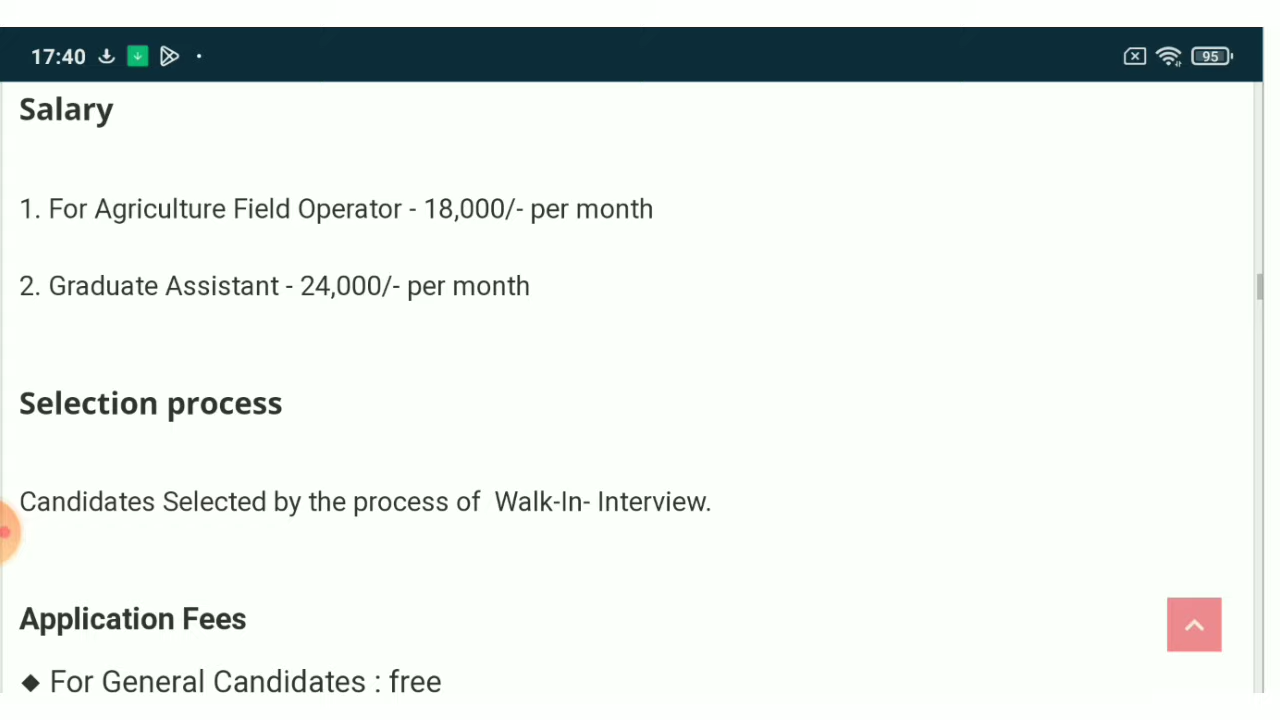 17:40
95
Salary
1. For Agriculture Field Operator - 18,000/- per month
2. Graduate Assistant - 24,000/- per month
Selection process
Candidates Selected by the process of  Walk-In- Interview.
Application Fees
◆ For General Candidates : free